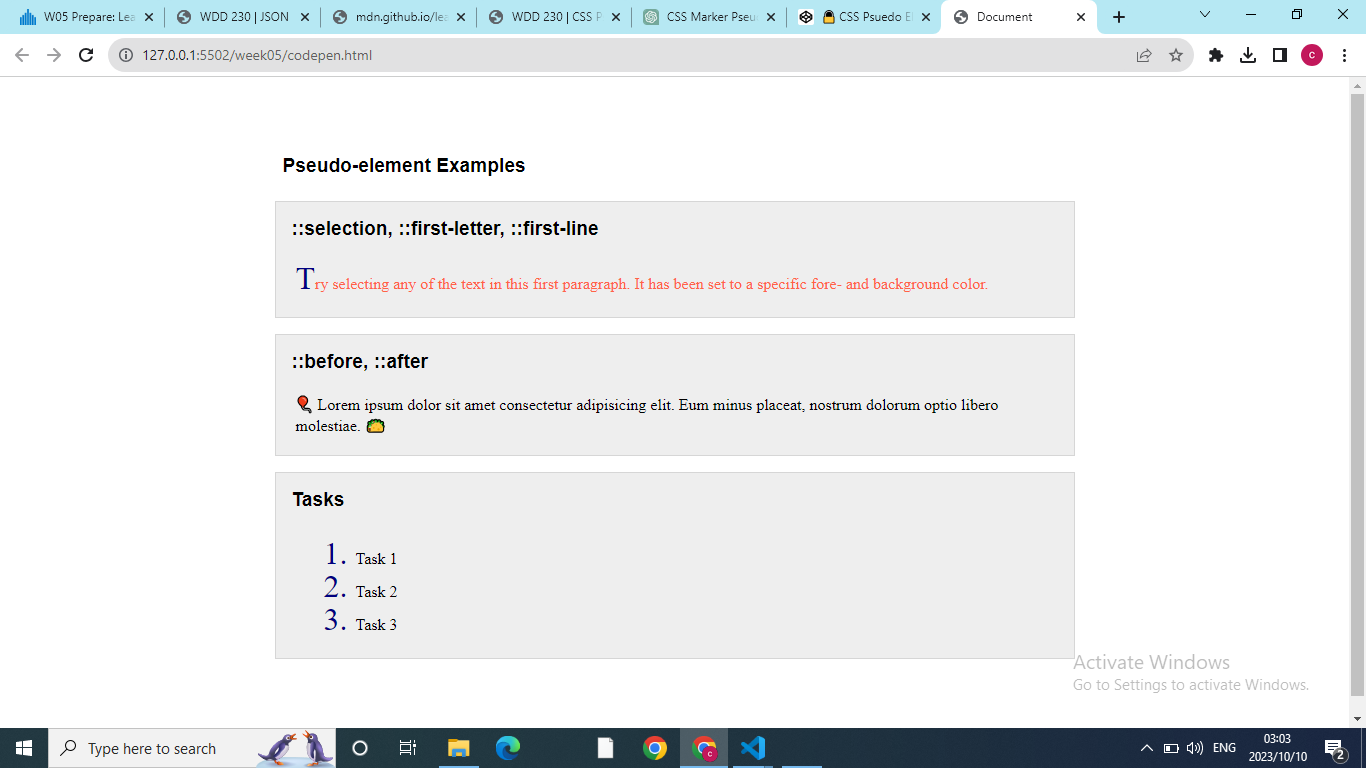 W05 Prepare: Lea
WDD 230 | JSON
mdn.github.io/lea
WDD 230 | CSS P
CSS Marker Pseu
CSS Psuedo El
Document
127.0.0.1:5502/week05/codepen.html
C
Pseudo-element Examples
::selection, ::first-letter, ::first-line
Try selecting any of the text in this first paragraph. It has been set to a specific fore- and background color.
::before, ::after
🎈 Lorem ipsum dolor sit amet consectetur adipisicing elit. Eum minus placeat, nostrum dolorum optio libero
molestiae. 🌮
Tasks
1. Task 1
2. Task 2
3. Task 3
Activate Windows
Go to Settings to activate Windows.
Type here to search
C
ENG
03:03
2023/10/10
2